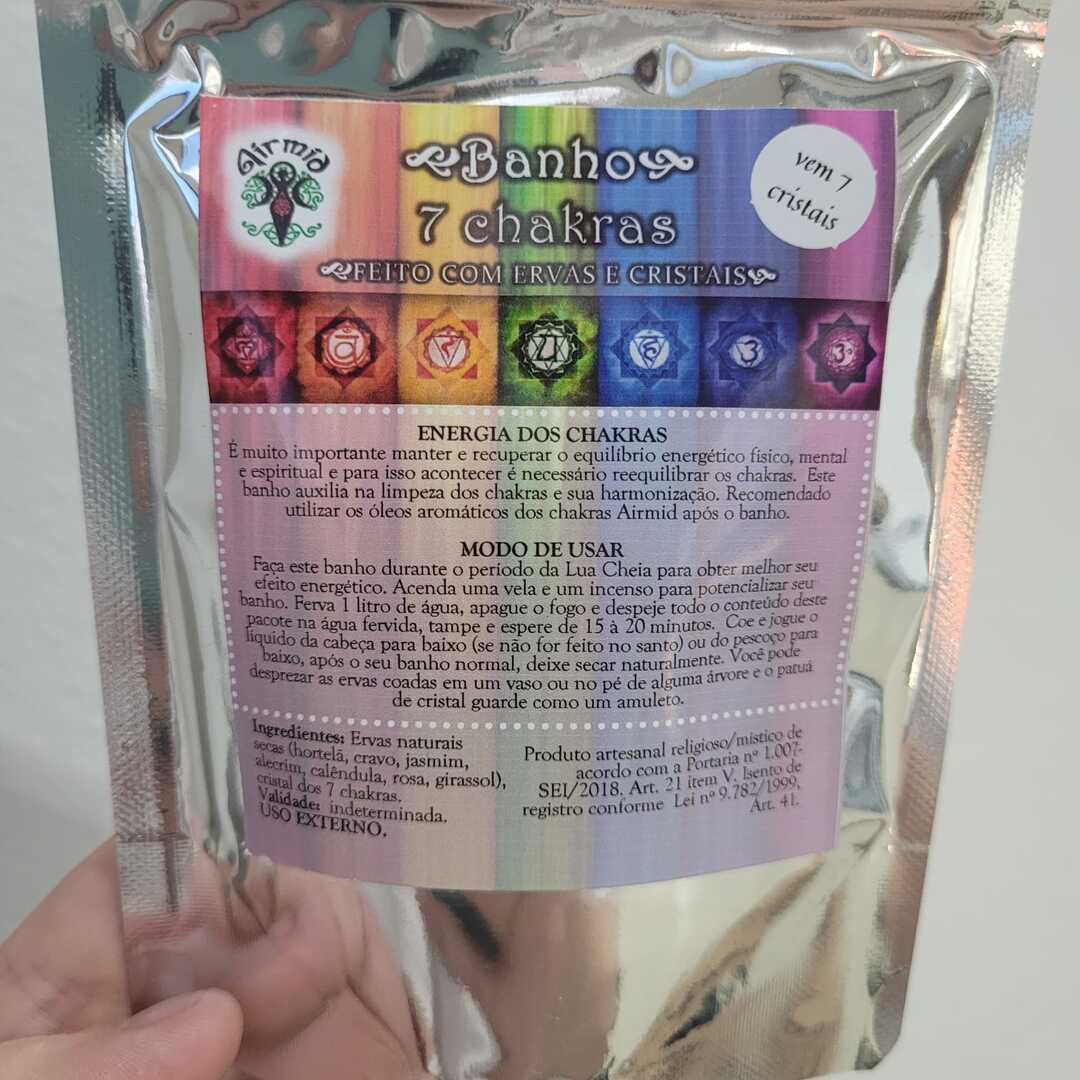 Airmid
Banho
7 chakras
FEITO COM ERVAS E CRISTAIS
vem 7
cristais
ENERGIA DOS CHAKRAS
É muito importante manter e recuperar o equilíbrio energético físico, mental
e espiritual e para isso acontecer é necessário reequilibrar os chakras. Este
banho auxilia na limpeza dos chakras e sua harmonização. Recomendado
utilizar os óleos aromáticos dos chakras Airmid após o banho.
MODO DE USAR
Faça este banho durante o período da Lua Cheia para obter melhor seu
efeito energético. Acenda uma vela e um incenso para potencializar seu
banho. Ferva 1 litro de água, apague o fogo e despeje todo o conteúdo deste
pacote na água fervida, tampe e espere de 15 à 20 minutos. Coe e jogue o
líquido da cabeça para baixo (se não for feito no santo) ou do pescoço para
baixo, após o seu banho normal, deixe secar naturalmente. Você pode
desprezar as ervas coadas em um vaso ou no pé de alguma árvore e o patuá
de cristal guarde como um amuleto.
Ingredientes: Ervas naturais
secas (hortelã, cravo, jasmim,
alecrim, calêndula, rosa, girassol),
cristal dos 7 chakras.
Validade: indeterminada.
USO EXTERNO.
Produto artesanal religioso/místico de
acordo com a Portaria nº 1.007-
SEI/2018. Art. 21 item V. Isento de
registro conforme Lei nº 9.782/1999,
Art. 41.